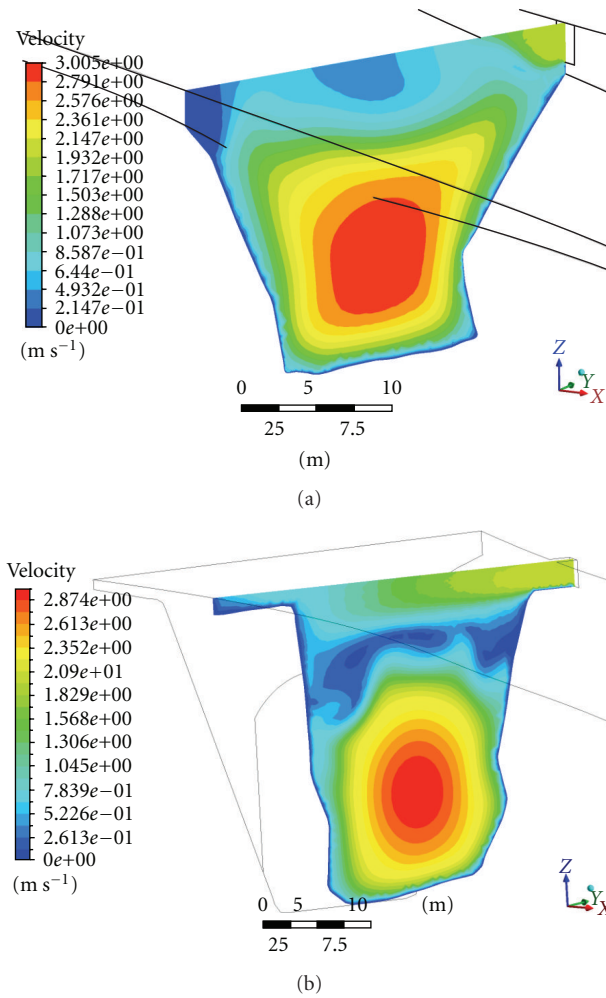 Velocity
3.005e+00
2.791e+00
2.576e+00
2.361e+00
2.147e+00
1.932e+00
1.717e+00
1.503e+00
1.288e+00
1.073e+00
8.587e−01
6.44e−01
4.932e−01
2.147e−01
0e+00
(m s−1)
0 5 10
25 7.5
(m)
Z
Y
X
(a)
Velocity
2.874e+00
2.613e+00
2.352e+00
2.09e+01
1.829e+00
1.568e+00
1.306e+00
1.045e+00
7.839e−01
5.226e−01
2.613e−01
0e+00
(m s−1)
0 5 10 (m)
25 7.5
Z
Y
X
(b)